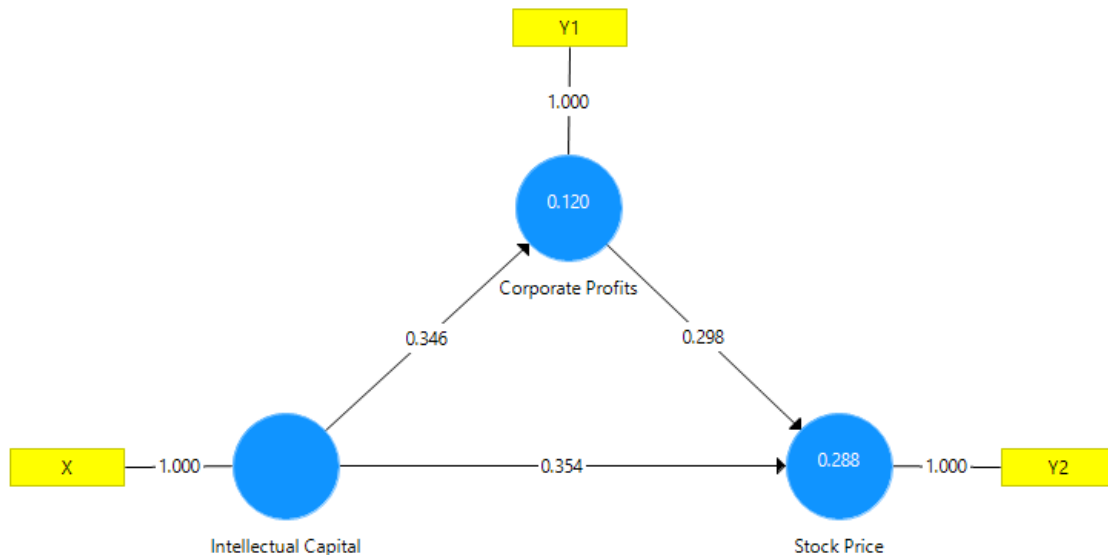 Y1
1.000
0.120
Corporate Profits
0.346
0.298
X
1.000
0.354
0.288
1.000
Y2
Intellectual Capital
Stock Price